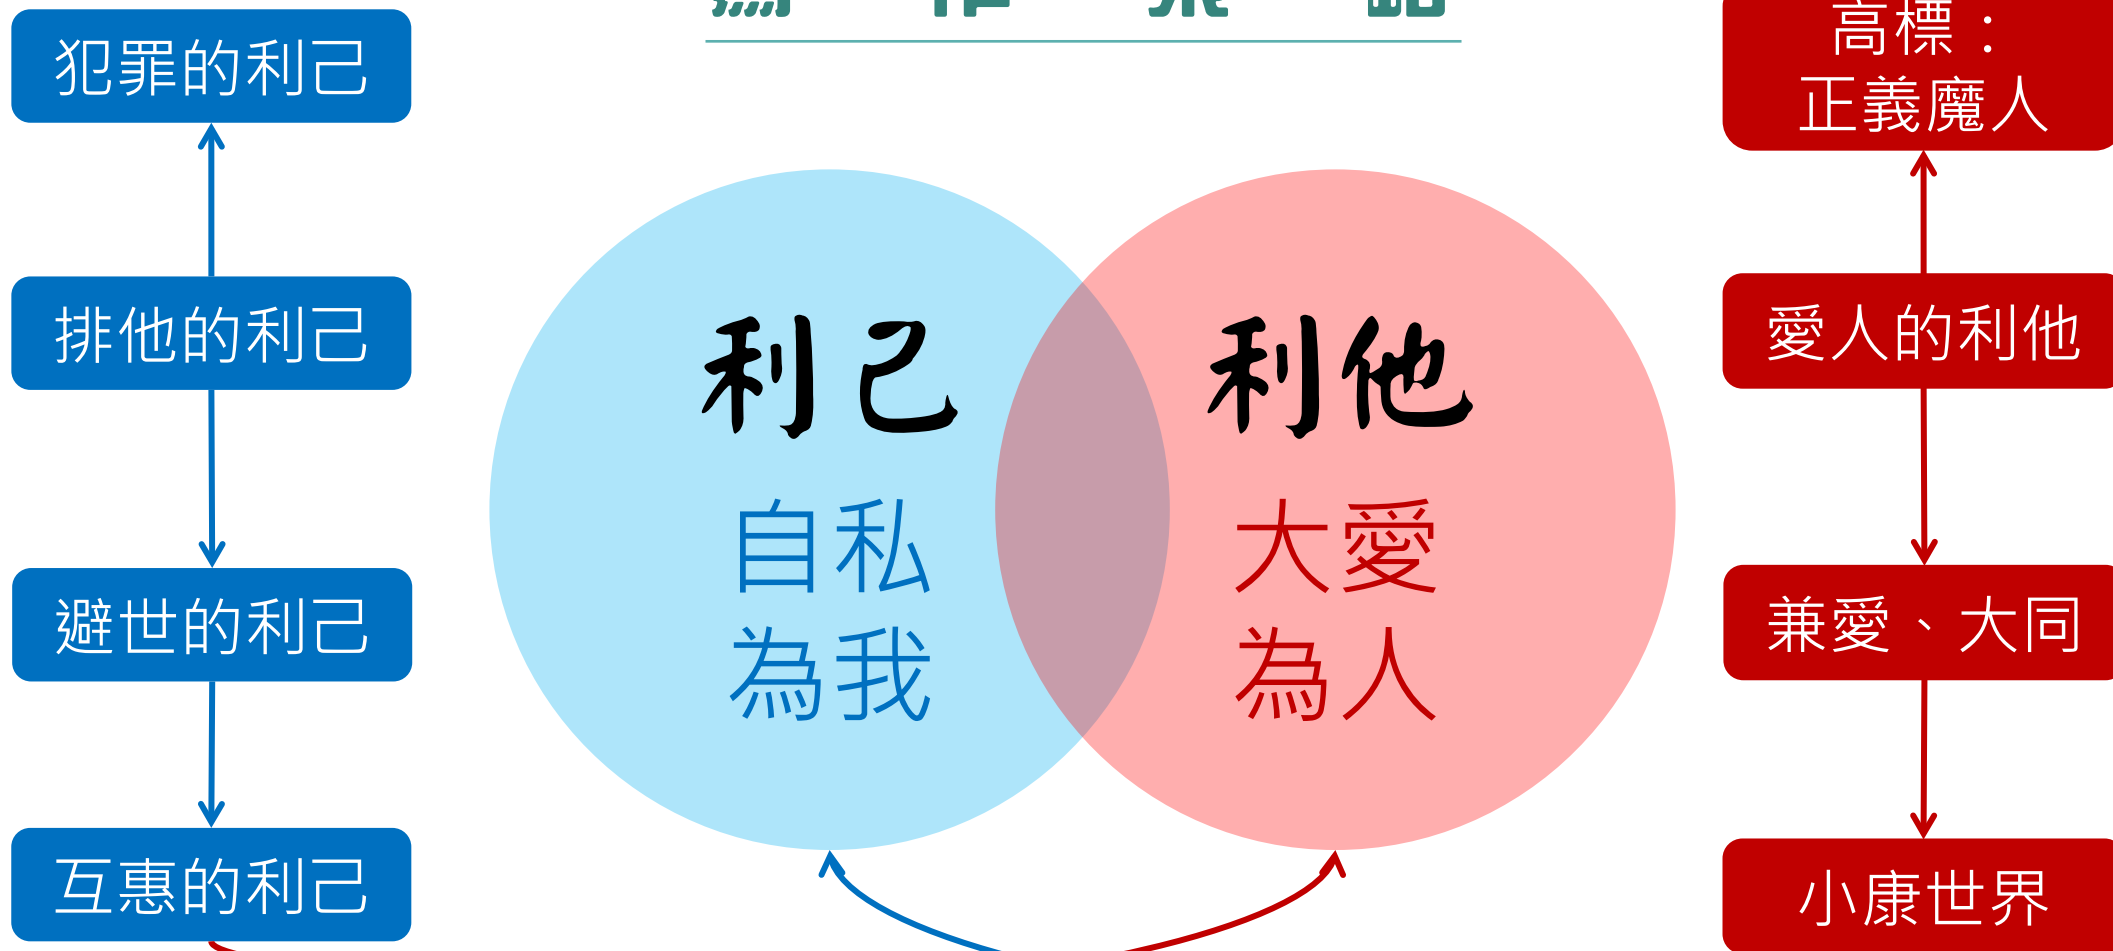 犯罪的利己
排他的利己
避世的利己
互惠的利己
利己
自私
為我
利他
大愛
為人
高標：
正義魔人
愛人的利他
兼愛、大同
小康世界